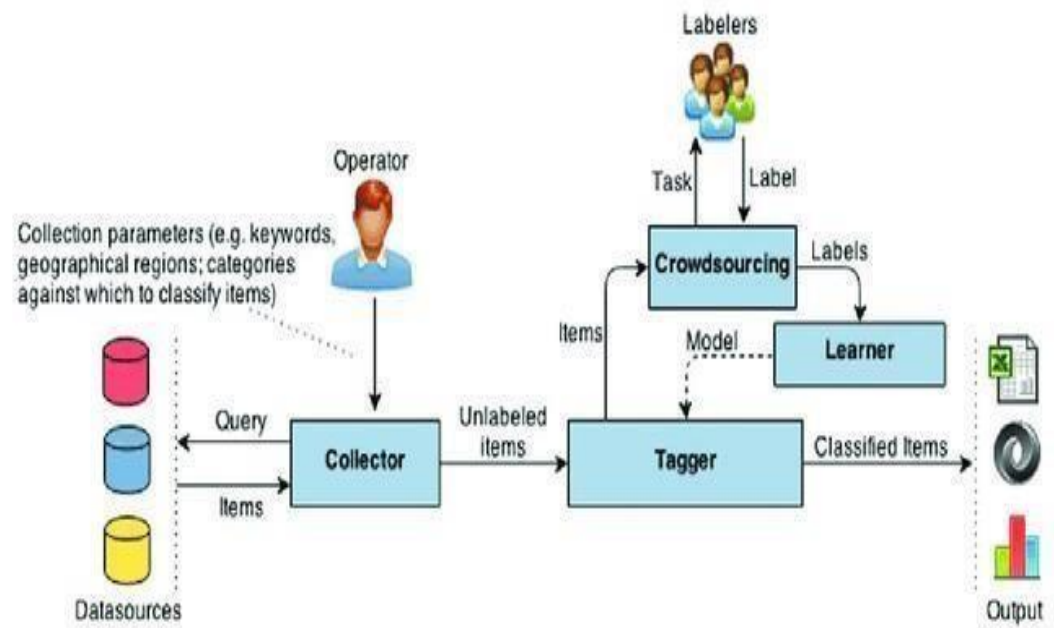 Labelers
Operator
Task
Label
Collection parameters (e.g. keywords,
geographical regions; categories
against which to classify items)
Crowdsourcing
Labels
Items
Model
Learner
Query
Unlabeled
items
Collector
Tagger
Classified Items
Items
Datasources
Output